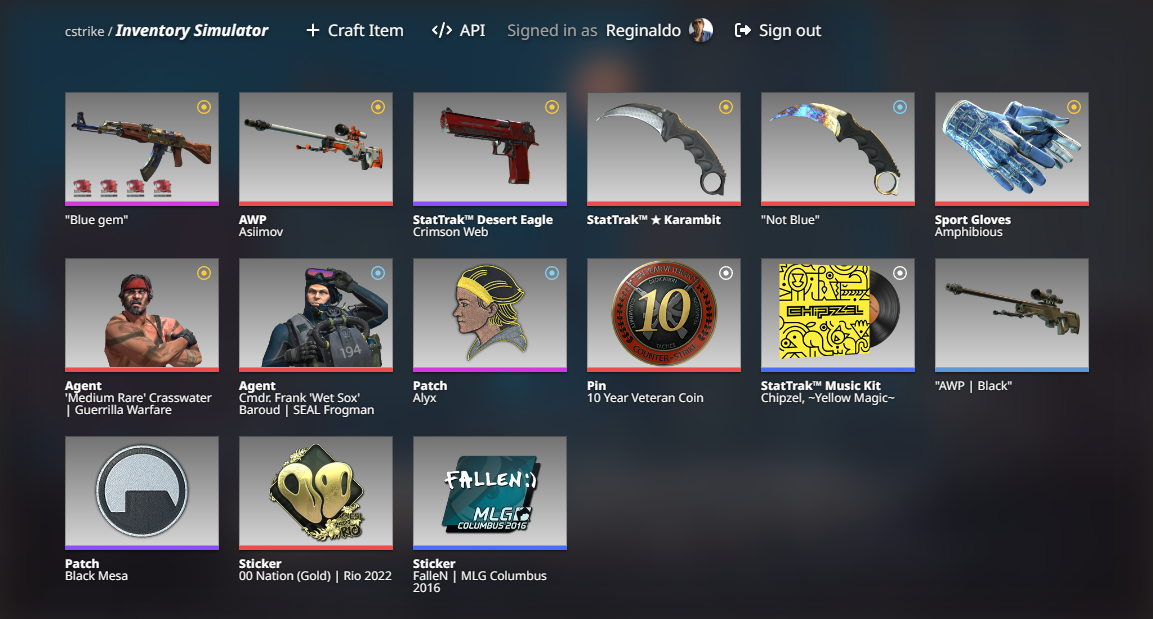 cstrike / Inventory Simulator
Craft Item
API
Signed in as Reginaldo
Sign out
"Blue gem"
AWP
Asiimov
StatTrak™ Desert Eagle
Crimson Web
StatTrak™ ★ Karambit
"Not Blue"
Sport Gloves
Amphibious
194
10
COUNTER-STRIKE
CHIPZEL
Agent
'Medium Rare' Crasswater
| Guerrilla Warfare
Agent
Cmdr. Frank 'Wet Sox'
Baroud | SEAL Frogman
Patch
Alyx
Pin
10 Year Veteran Coin
StatTrak™ Music Kit
Chipzel, ~Yellow Magic~
"AWP | Black"
RIO
FALLEN:)
MLG
COLUMBUS 2016
Patch
Black Mesa
Sticker
00 Nation (Gold) | Rio 2022
Sticker
FalleN | MLG Columbus
2016